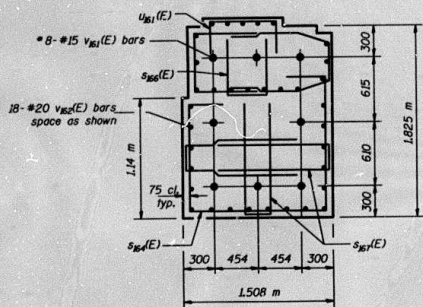 u161(E)
* 8- #15 v161(E) bars
s166(E)
18- #20 v162(E) bars
space as shown
1.14 m
75 cl.
typ.
s164(E)
s167(E)
300
615
610
300
1.825 m
300
454
454
300
1.508 m